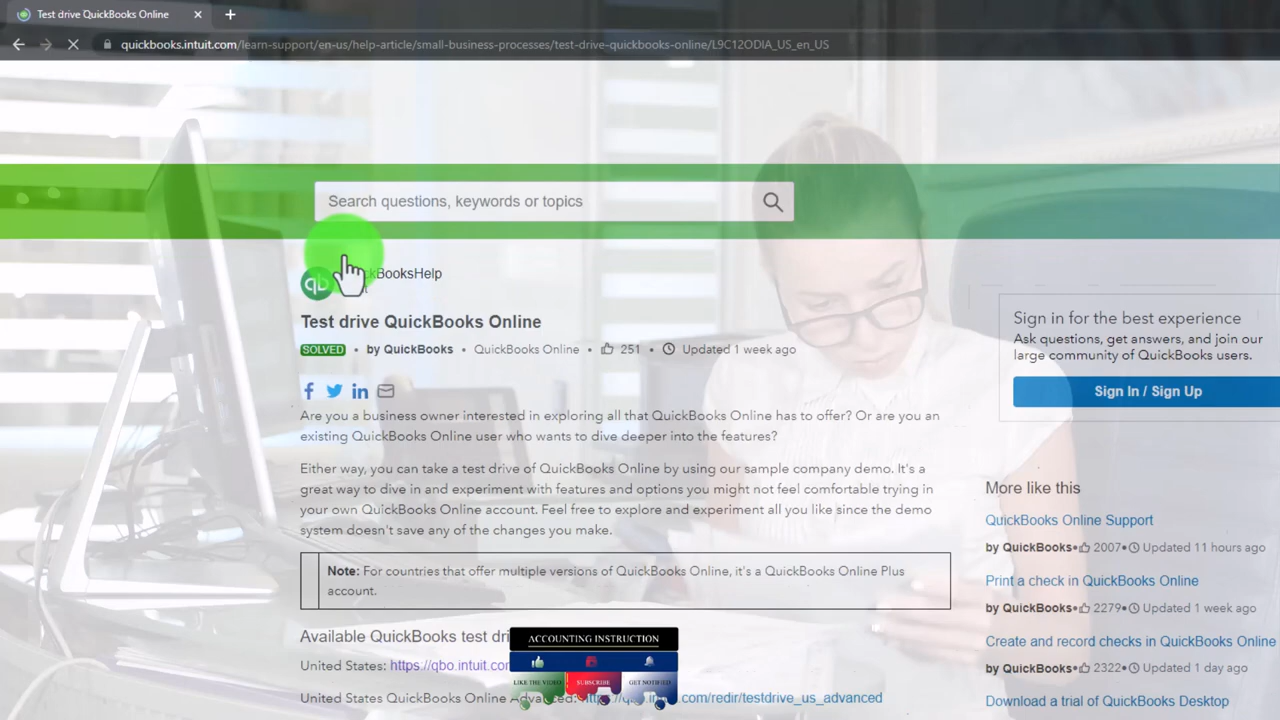 Test drive QuickBooks Online
quickbooks.intuit.com/learn-support/en-us/help-article/small-business-processes/test-drive-quickbooks-online/L9C12ODIA_US_en_US
Search questions, keywords or topics
qb
ckBooksHelp
Test drive QuickBooks Online
SOLVED • by QuickBooks • QuickBooks Online • 251 • Updated 1 week ago
Are you a business owner interested in exploring all that QuickBooks Online has to offer? Or are you an
existing QuickBooks Online user who wants to dive deeper into the features?
Either way, you can take a test drive of QuickBooks Online by using our sample company demo. It's a
great way to dive in and experiment with features and options you might not feel comfortable trying in
your own QuickBooks Online account. Feel free to explore and experiment all you like since the demo
system doesn't save any of the changes you make.
Note: For countries that offer multiple versions of QuickBooks Online, it's a QuickBooks Online Plus
account.
Available QuickBooks test dri
United States: https://qbo.intuit.com
United States QuickBooks Online Advanced: https://qbo.intuit.com/redir/testdrive_us_advanced
ACCOUNTING INSTRUCTION
LIKE THE VIDEO
SUBSCRIBE
GET NOTIFIED
Sign in for the best experience
Ask questions, get answers, and join our
large community of QuickBooks users.
Sign In / Sign Up
More like this
QuickBooks Online Support
by QuickBooks • 2007 • Updated 11 hours ago
Print a check in QuickBooks Online
by QuickBooks • 2279 • Updated 1 week ago
Create and record checks in QuickBooks Online
by QuickBooks • 2322 • Updated 1 day ago
Download a trial of QuickBooks Desktop